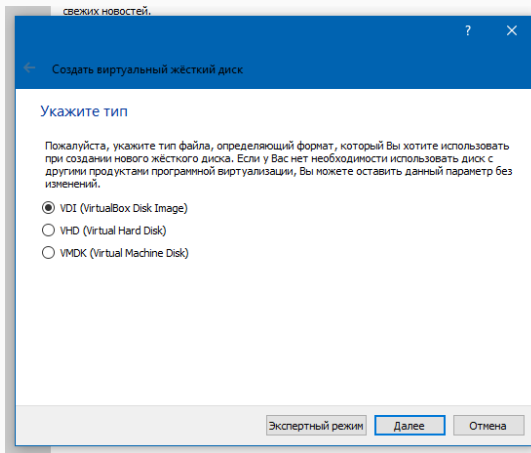 свежих новостей.
?
Создать виртуальный жёсткий диск
Укажите тип
Пожалуйста, укажите тип файла, определяющий формат, который Вы хотите использовать
при создании нового жёсткого диска. Если у Вас нет необходимости использовать диск с
другими продуктами программной виртуализации, Вы можете оставить данный параметр без
изменений.
VDI (VirtualBox Disk Image)
VHD (Virtual Hard Disk)
VMDK (Virtual Machine Disk)
Экспертный режим Далее Отмена